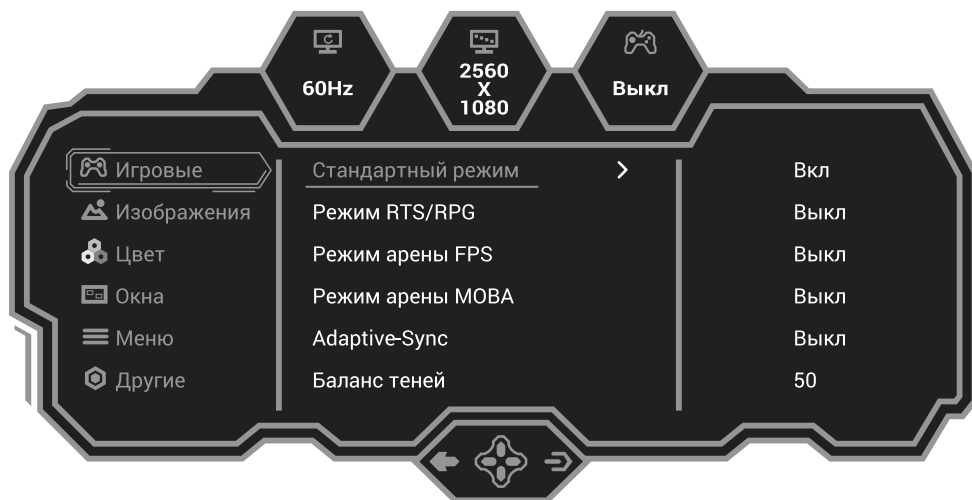 60Hz
2560
X
1080
Выкл
Игровые
Стандартный режим
Вкл
Изображения
Режим RTS/RPG
Выкл
Цвет
Режим арены FPS
Выкл
Окна
Режим арены MOBA
Выкл
Меню
Adaptive-Sync
Выкл
Другие
Баланс теней
50